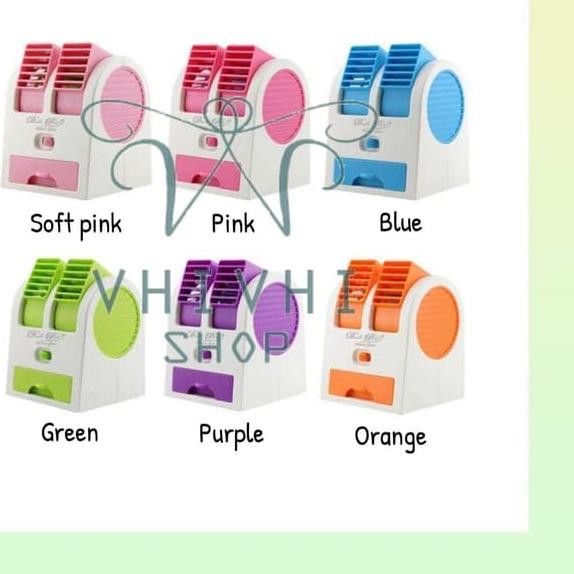 Soft pink
Pink
Blue
VHIVHI
SHOP
Green
Purple
Orange